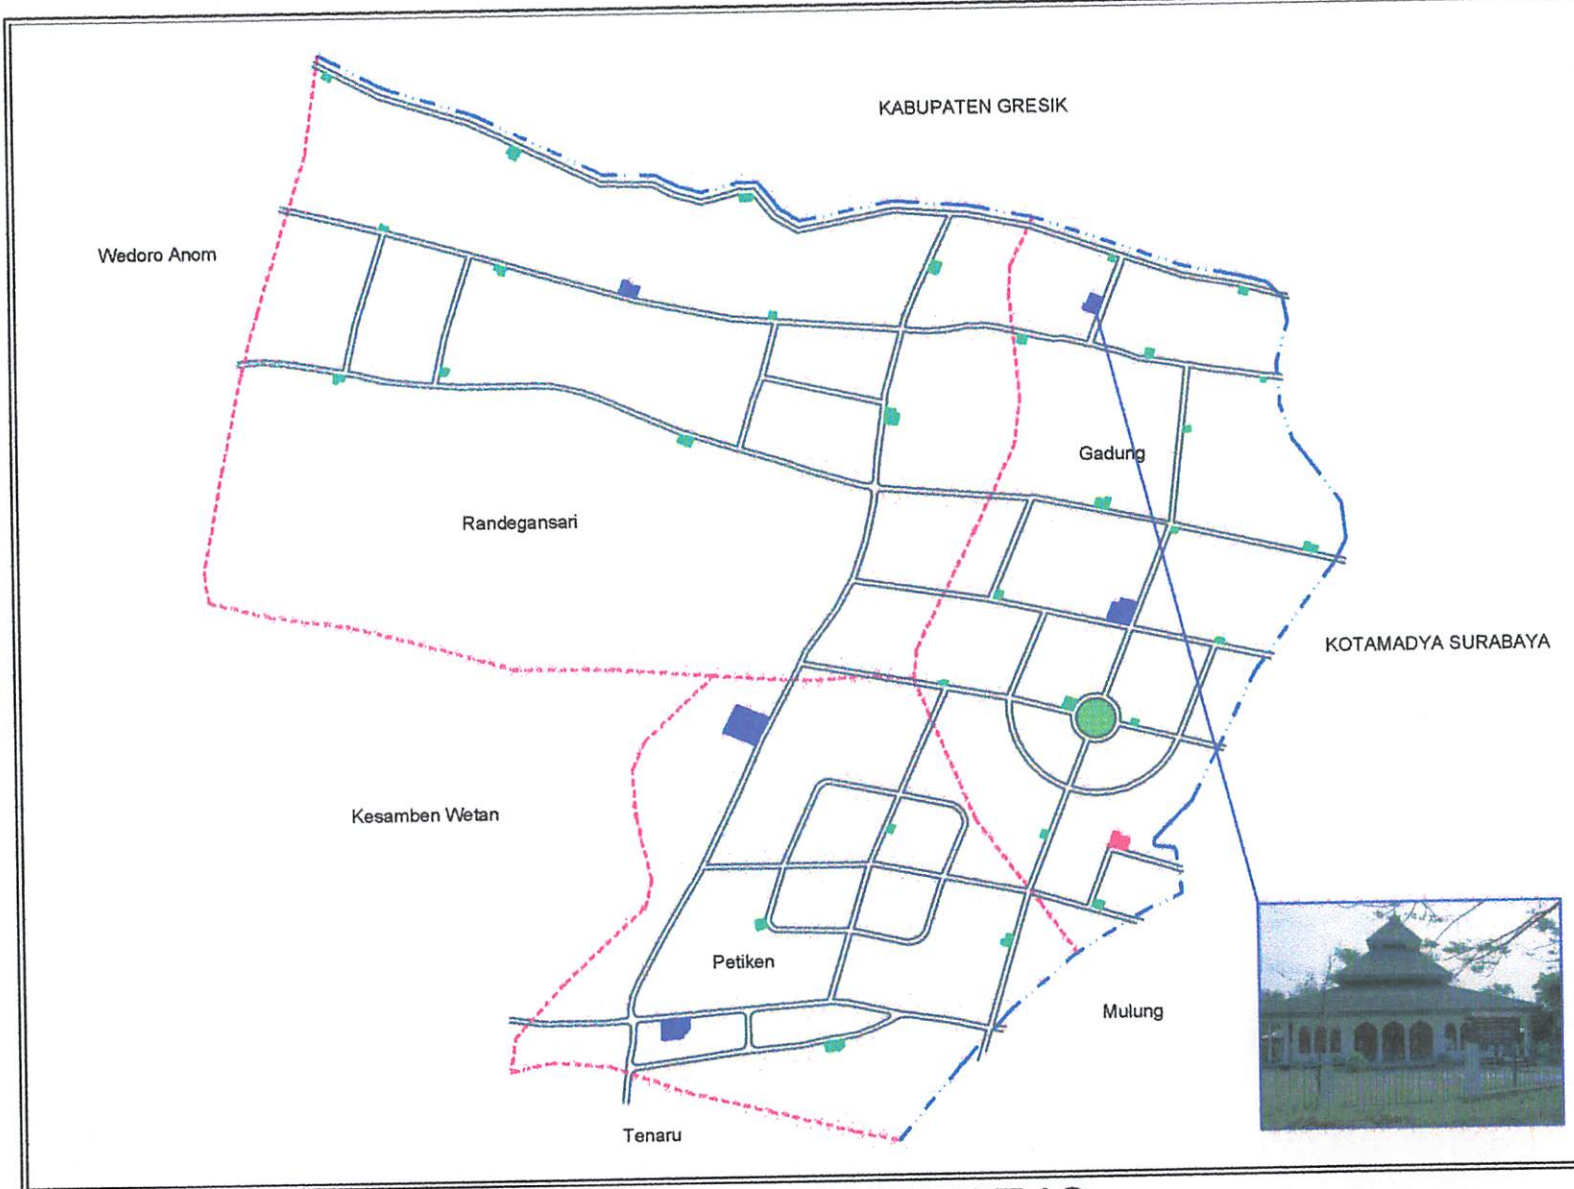 KABUPATEN GRESIK
Wedoro Anom
Gadung
Randegansari
KOTAMADYA SURABAYA
Kesamben Wetan
Petiken
Mulung
Tenaru